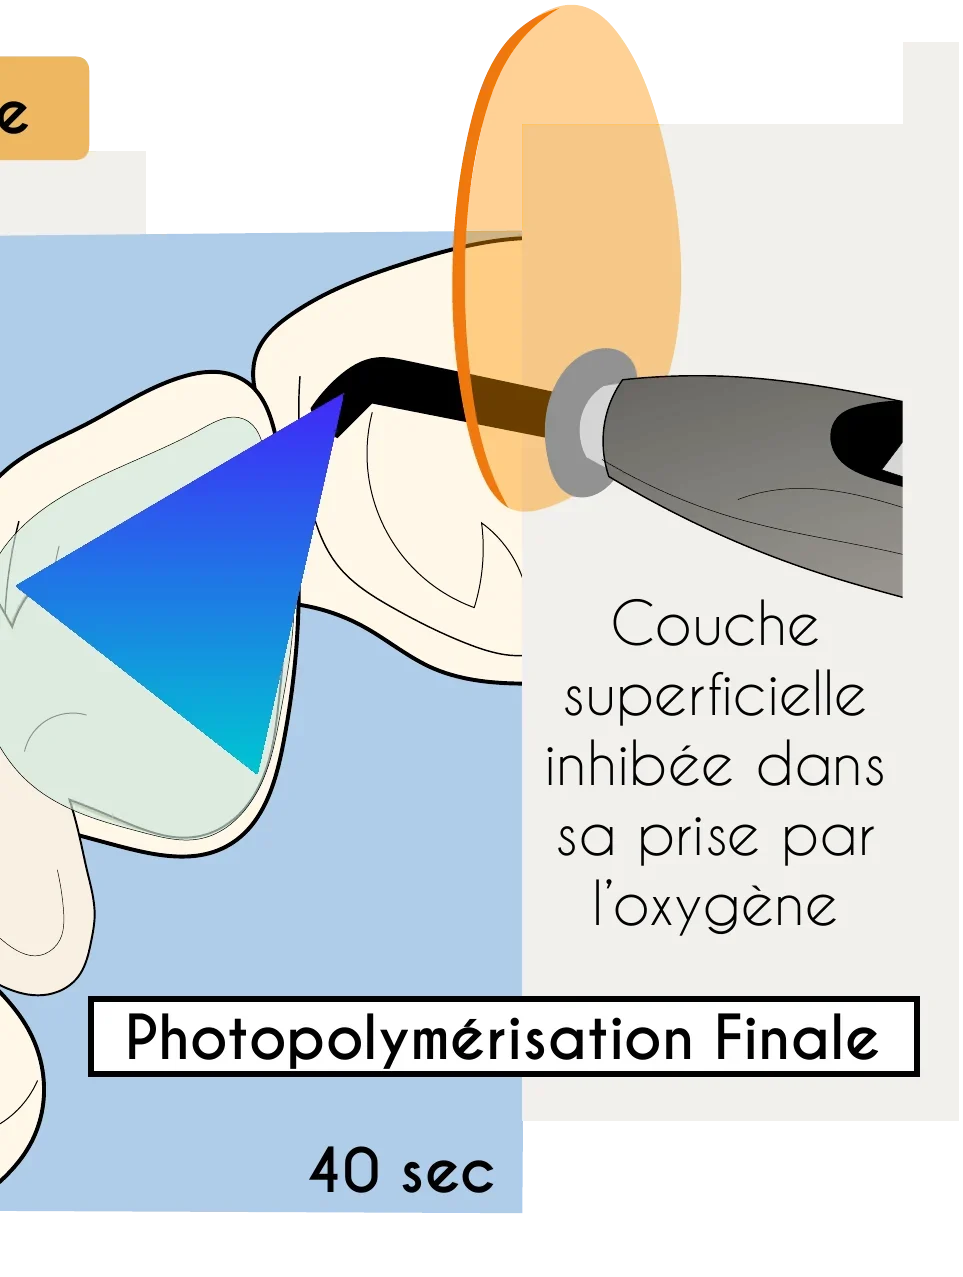 e
Couche
superficielle
inhibée dans
sa prise par
l'oxygène
Photopolymérisation Finale
40 sec